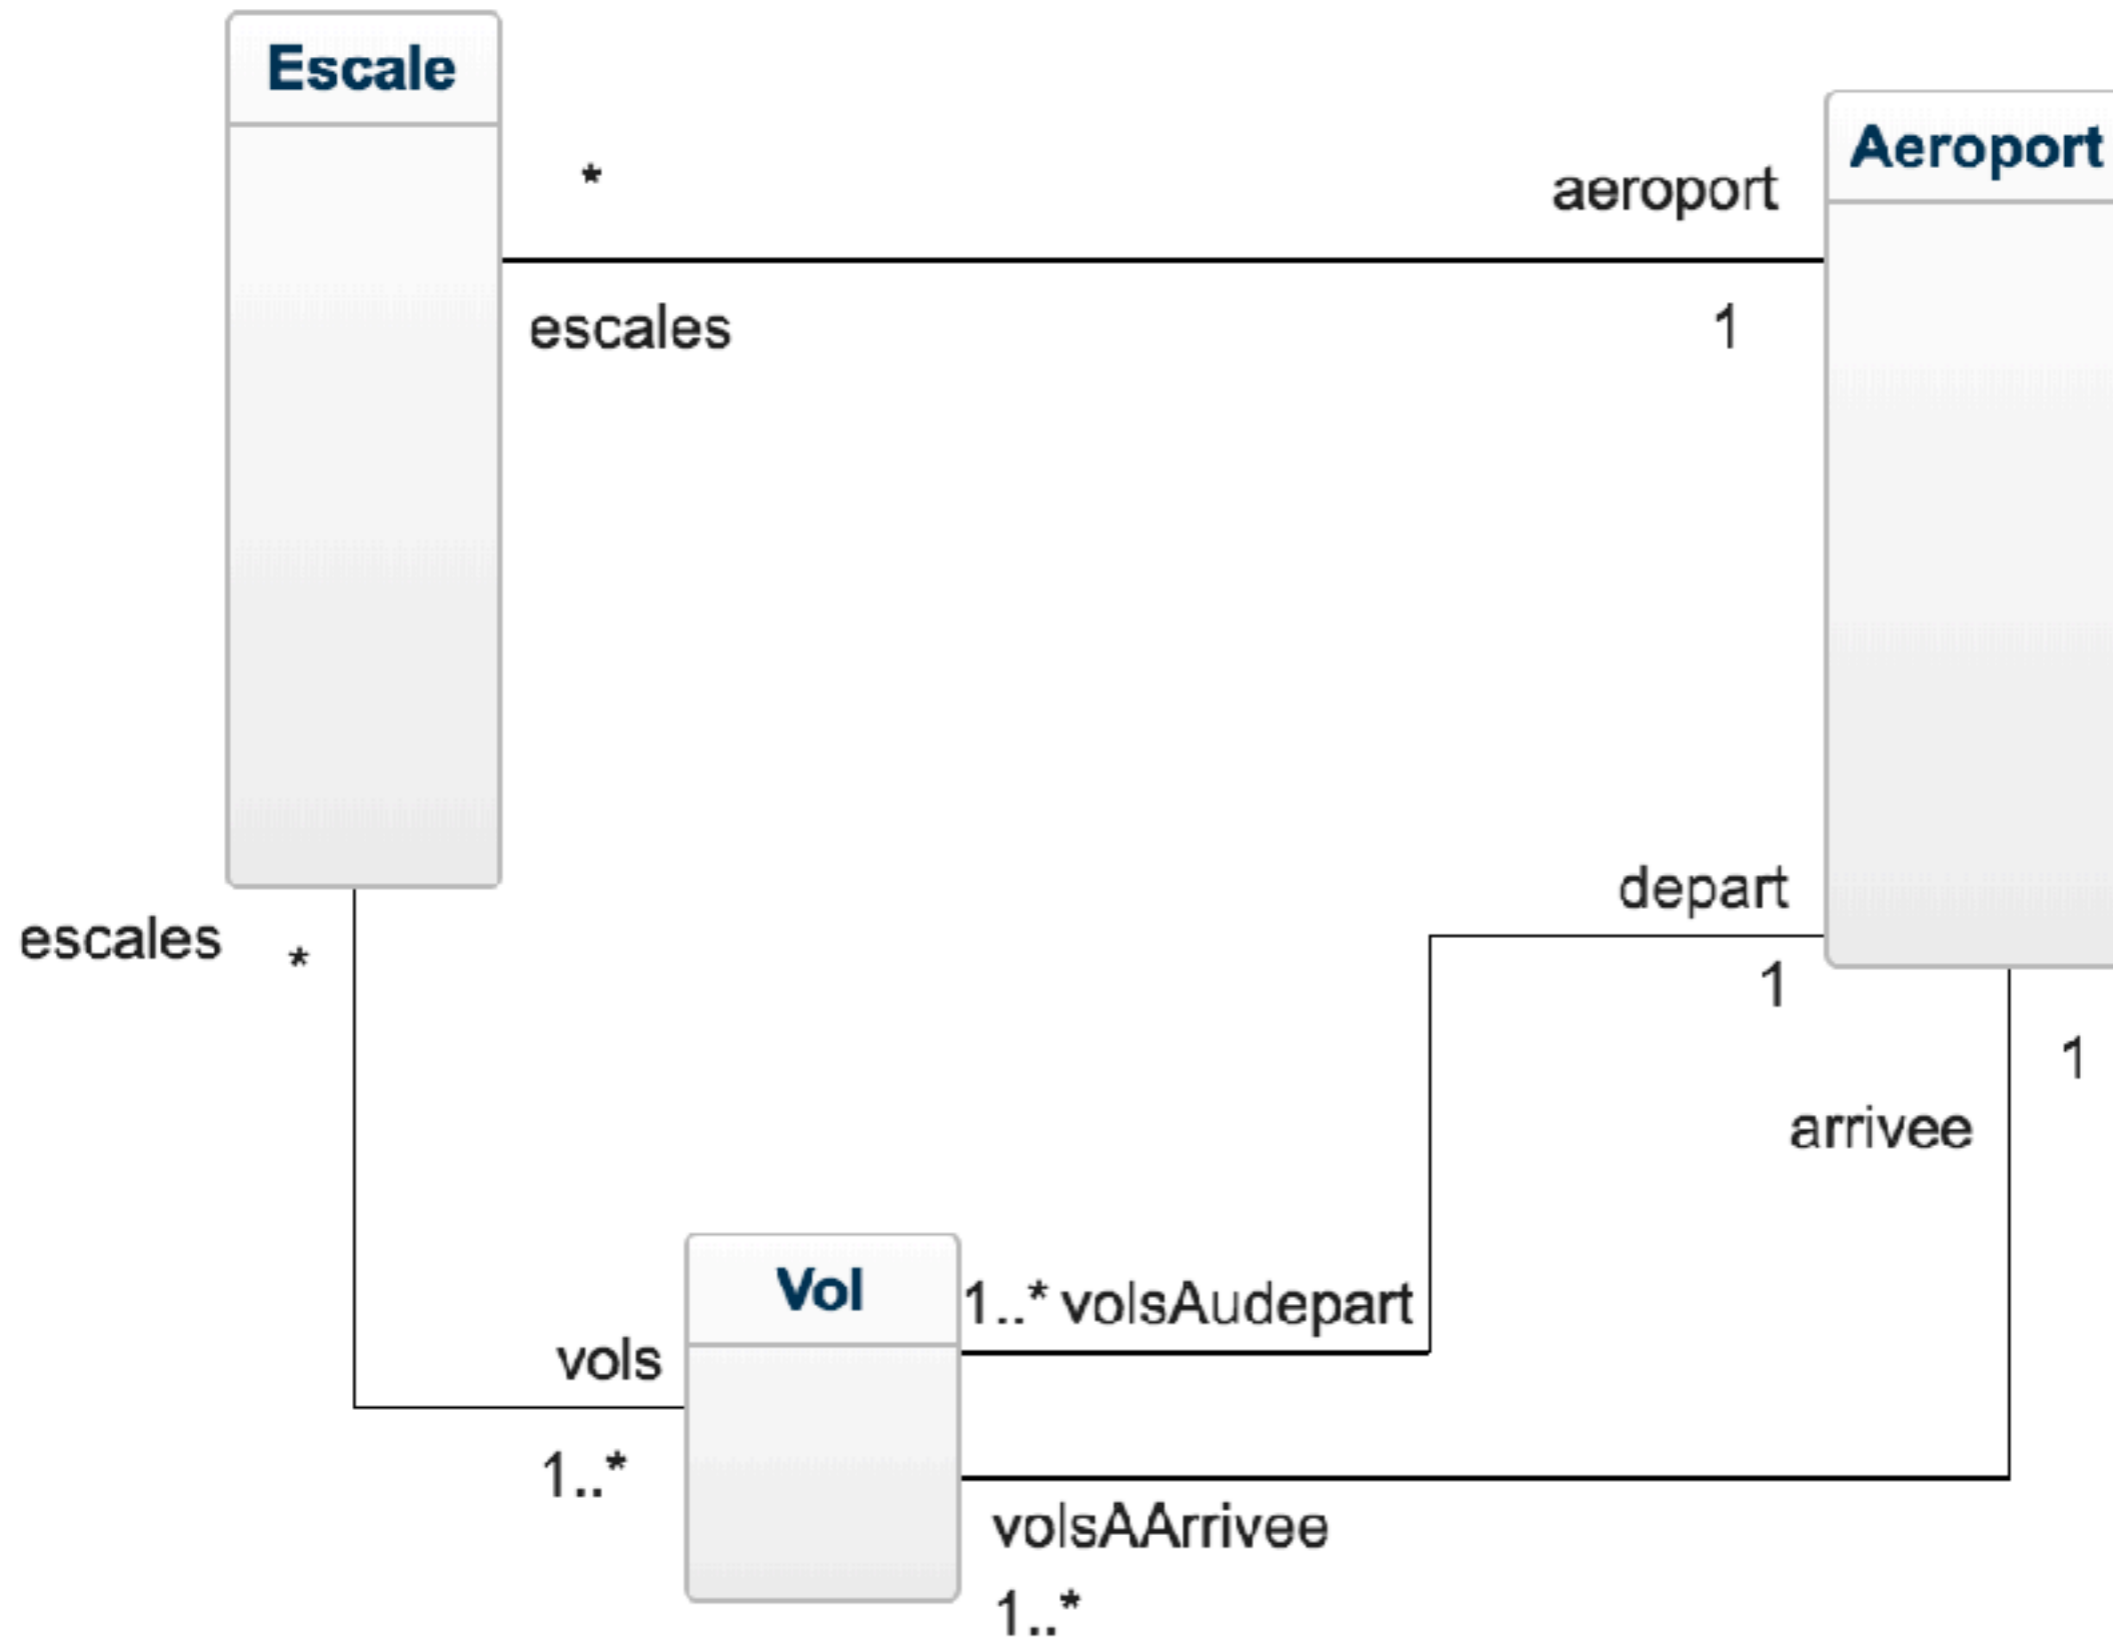 Escale
*
aeroport
Aeroport
escales
1
depart
escales
*
1
1
arrivee
Vol
1..* volsAudepart
vols
1..*
volsAArrivee
1..*